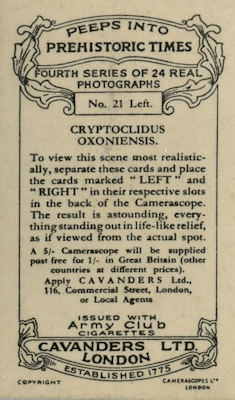 PEEPS INTO
PREHISTORIC TIMES
FOURTH SERIES OF 24 REAL
PHOTOGRAPHS
No. 21 Left.
CRYPTOCLIDUS
OXONIENSIS.
To view this scene most realistic-
ally, separate these cards and place
the cards marked "LEFT" and
"RIGHT" in their respective slots
in the back of the Camerascope.
The result is astounding, every-
thing standing out in life-like relief,
as if viewed from the actual spot.
A 5/- Camerascope will be supplied
post free for 1/- in Great Britain (other
countries at different prices).
Apply CAVANDERS Ltd.,
116, Commercial Street, London,
or Local Agents
ISSUED WITH
Army Club
CIGARETTES
CAVANDERS LTD.
LONDON
ESTABLISHED 1775
COPYRIGHT
CAMERASCOPES LTD
LONDON